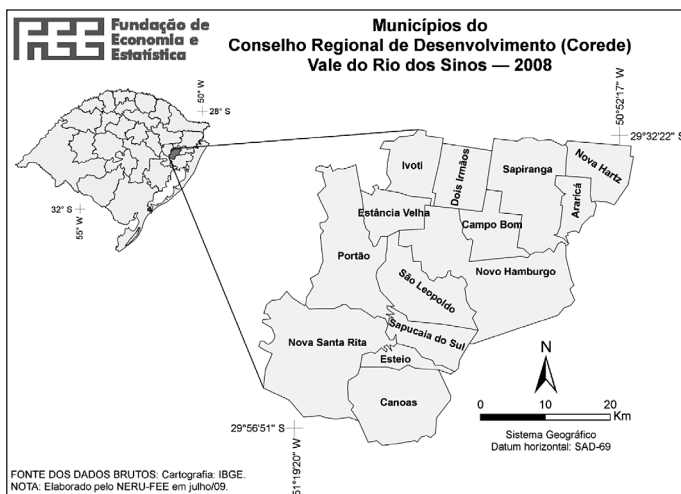 FEE
Fundação de
Economia e
Estatística
Municípios do
Conselho Regional de Desenvolvimento (Corede)
Vale do Rio dos Sinos — 2008
50° W
28° S
32° S
55° W
50°52'17" W
29°32'22" S
Ivoti
Dois Irmãos
Sapiranga
Nova Hartz
Araricá
Estância Velha
Campo Bom
Portão
Novo Hamburgo
São Leopoldo
Sapucaia do Sul
Nova Santa Rita
Esteio
Canoas
N
0 10 20
Km
29°56'51" S
51°19'20" W
Sistema Geográfico
Datum horizontal: SAD-69
FONTE DOS DADOS BRUTOS: Cartografia: IBGE.
NOTA: Elaborado pelo NERU-FEE em julho/09.